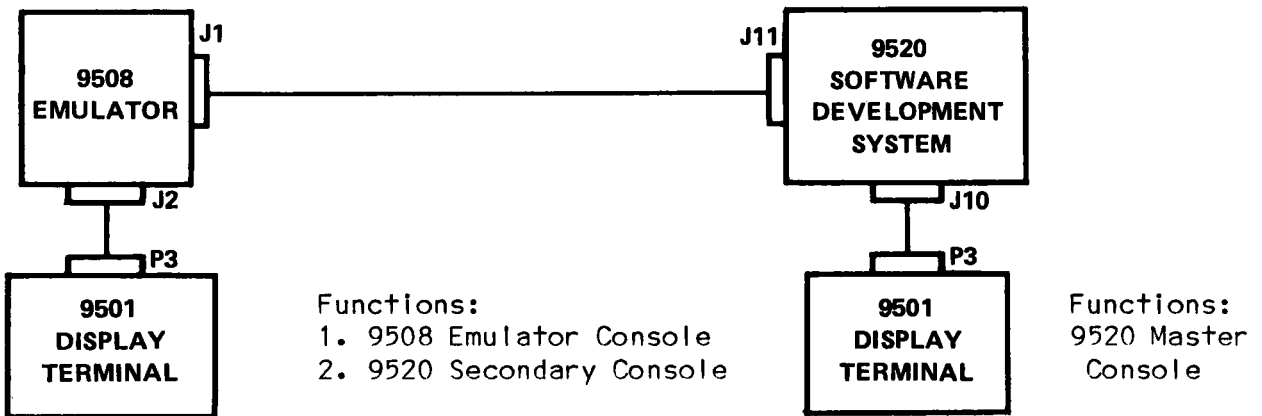 J1
9508
EMULATOR
J2
P3
9501
DISPLAY
TERMINAL
Functions:
1. 9508 Emulator Console
2. 9520 Secondary Console
J11
9520
SOFTWARE
DEVELOPMENT
SYSTEM
J10
P3
9501
DISPLAY
TERMINAL
Functions:
9520 Master
Console